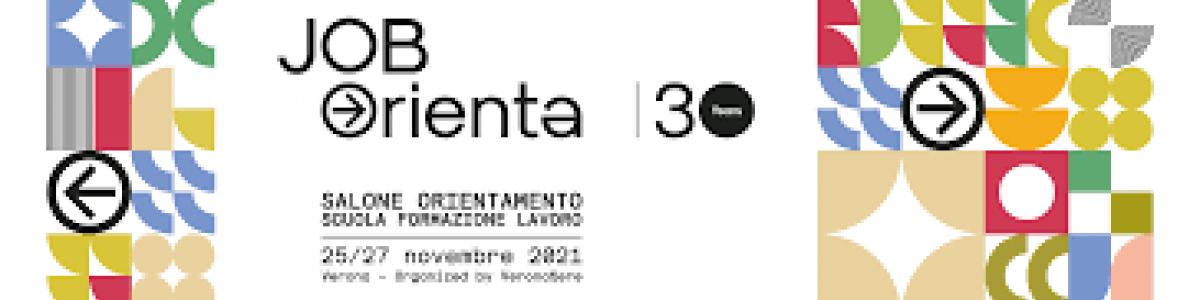 JOB
Orienta
30
SALONE ORIENTAMENTO
SCUOLA FORMAZIONE LAVORO
25/27 novembre 2021
Verona - Organized by Veronafiere